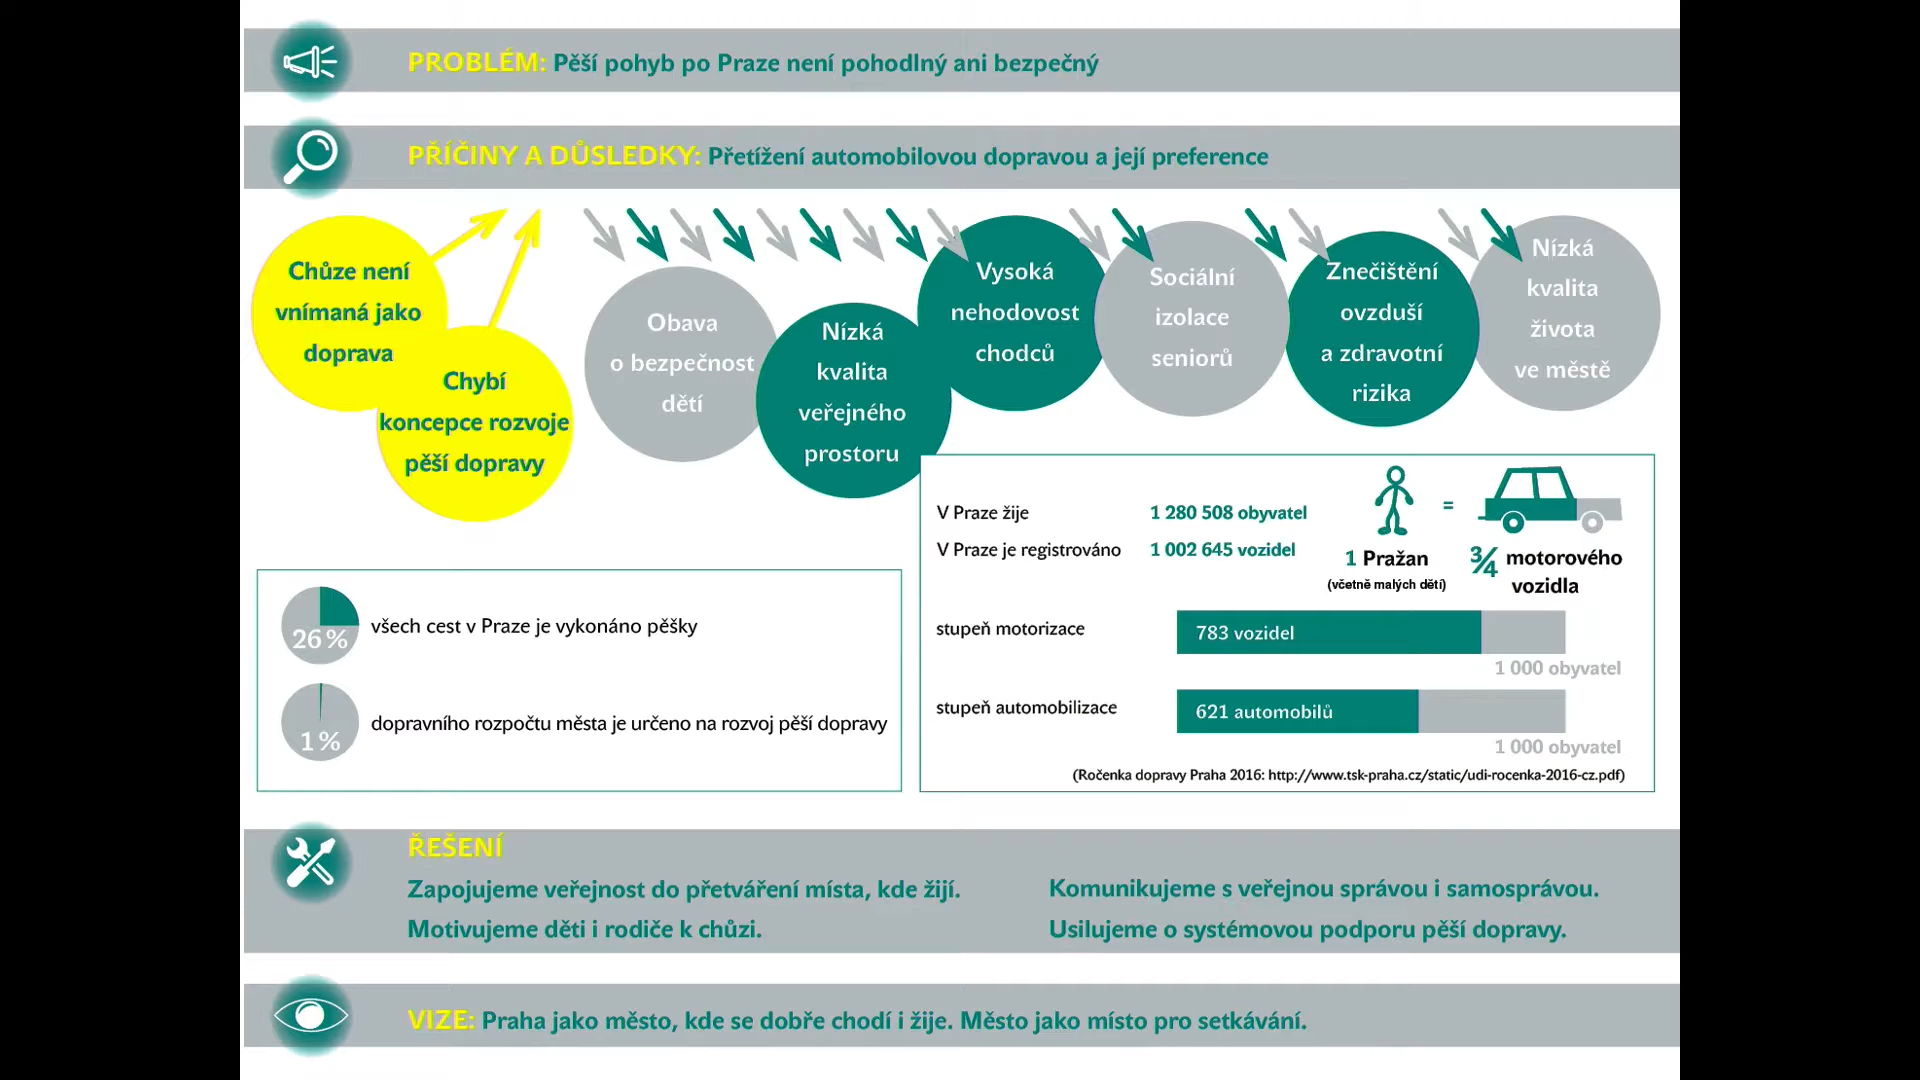 PROBLÉM: Pěší pohyb po Praze není pohodlný ani bezpečný
PŘÍČINY A DŮSLEDKY: Přetížení automobilovou dopravou a její preference
Chůze není
vnímaná jako
doprava
Chybí
koncepce rozvoje
pěší dopravy
Obava
o bezpečnost
dětí
Nízká
kvalita
veřejného
prostoru
Vysoká
nehodovost
chodců
Sociální
izolace
seniorů
Znečištění
ovzduší
a zdravotní
rizika
Nízká
kvalita
života
ve městě
26 % všech cest v Praze je vykonáno pěšky
1 % dopravního rozpočtu města je určeno na rozvoj pěší dopravy
V Praze žije 1 280 508 obyvatel
V Praze je registrováno 1 002 645 vozidel
=
1 Pražan
(včetně malých dětí)
¾ motorového
vozidla
stupeň motorizace 783 vozidel
1 000 obyvatel
stupeň automobilizace 621 automobilů
1 000 obyvatel
(Ročenka dopravy Praha 2016: http://www.tsk-praha.cz/static/udi-rocenka-2016-cz.pdf)
ŘEŠENÍ
Zapojujeme veřejnost do přetváření místa, kde žijí.
Motivujeme děti i rodiče k chůzi.
Komunikujeme s veřejnou správou i samosprávou.
Usilujeme o systémovou podporu pěší dopravy.
VIZE: Praha jako město, kde se dobře chodí i žije. Město jako místo pro setkávání.